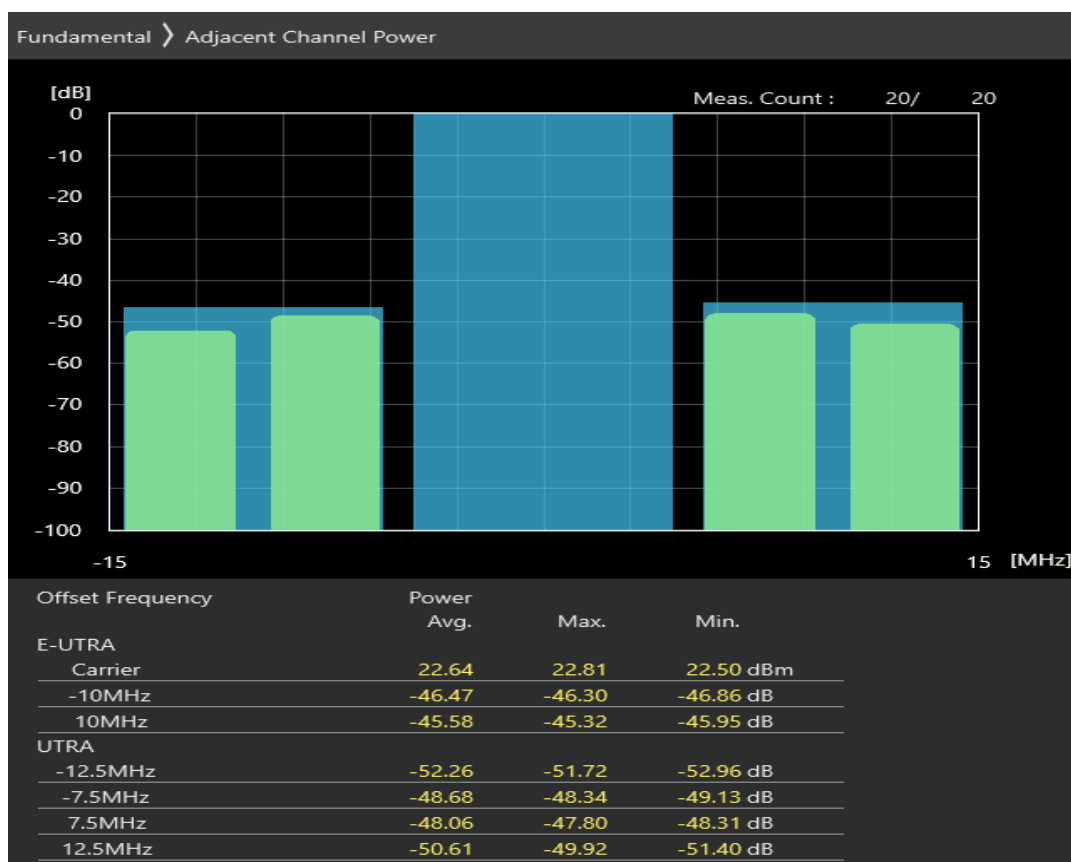 Fundamental ❯ Adjacent Channel Power
[dB]
Meas. Count : 20/ 20
0
-10
-20
-30
-40
-50
-60
-70
-80
-90
-100
-15 15 [MHz]
Offset Frequency Power
Avg. Max. Min.
E-UTRA
Carrier 22.64 22.81 22.50 dBm
-10MHz -46.47 -46.30 -46.86 dB
10MHz -45.58 -45.32 -45.95 dB
UTRA
-12.5MHz -52.26 -51.72 -52.96 dB
-7.5MHz -48.68 -48.34 -49.13 dB
7.5MHz -48.06 -47.80 -48.31 dB
12.5MHz -50.61 -49.92 -51.40 dB